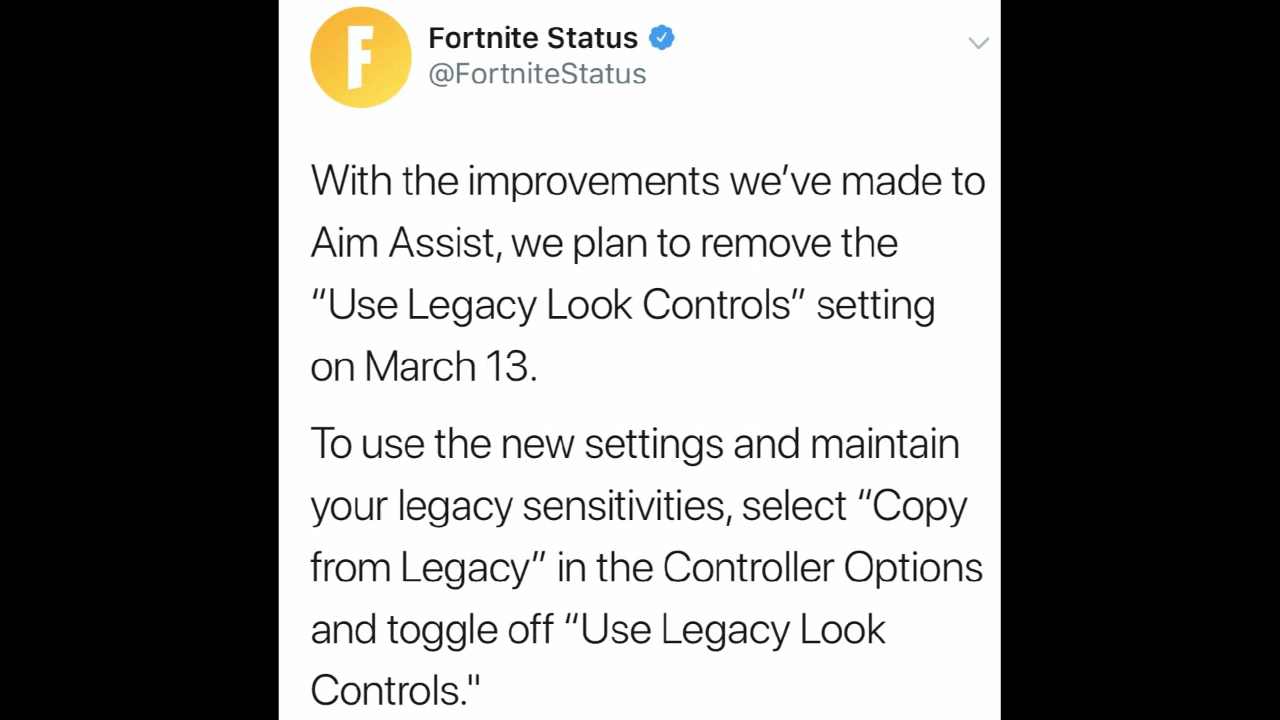 Fortnite Status
@FortniteStatus
With the improvements we’ve made to
Aim Assist, we plan to remove the
“Use Legacy Look Controls” setting
on March 13.
To use the new settings and maintain
your legacy sensitivities, select “Copy
from Legacy” in the Controller Options
and toggle off “Use Legacy Look
Controls."